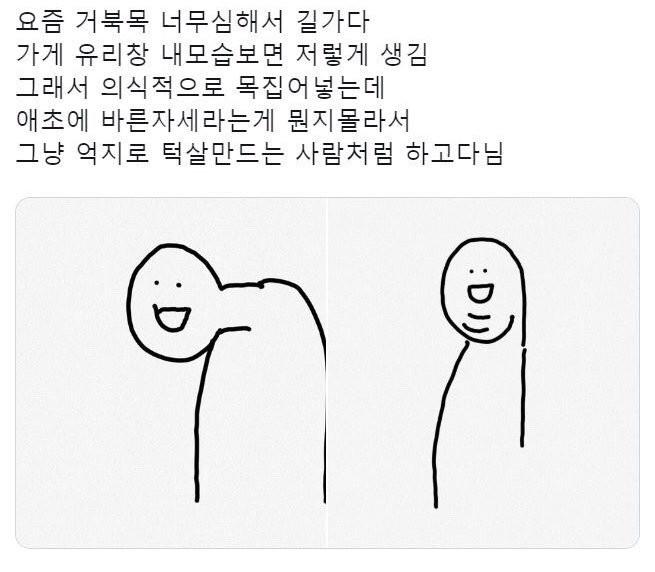 요즘 거북목 너무심해서 길가다
가게 유리창 내모습보면 저렇게 생김
그래서 의식적으로 목집어넣는데
애초에 바른자세라는게 뭔지몰라서
그냥 억지로 턱살만드는 사람처럼 하고다님